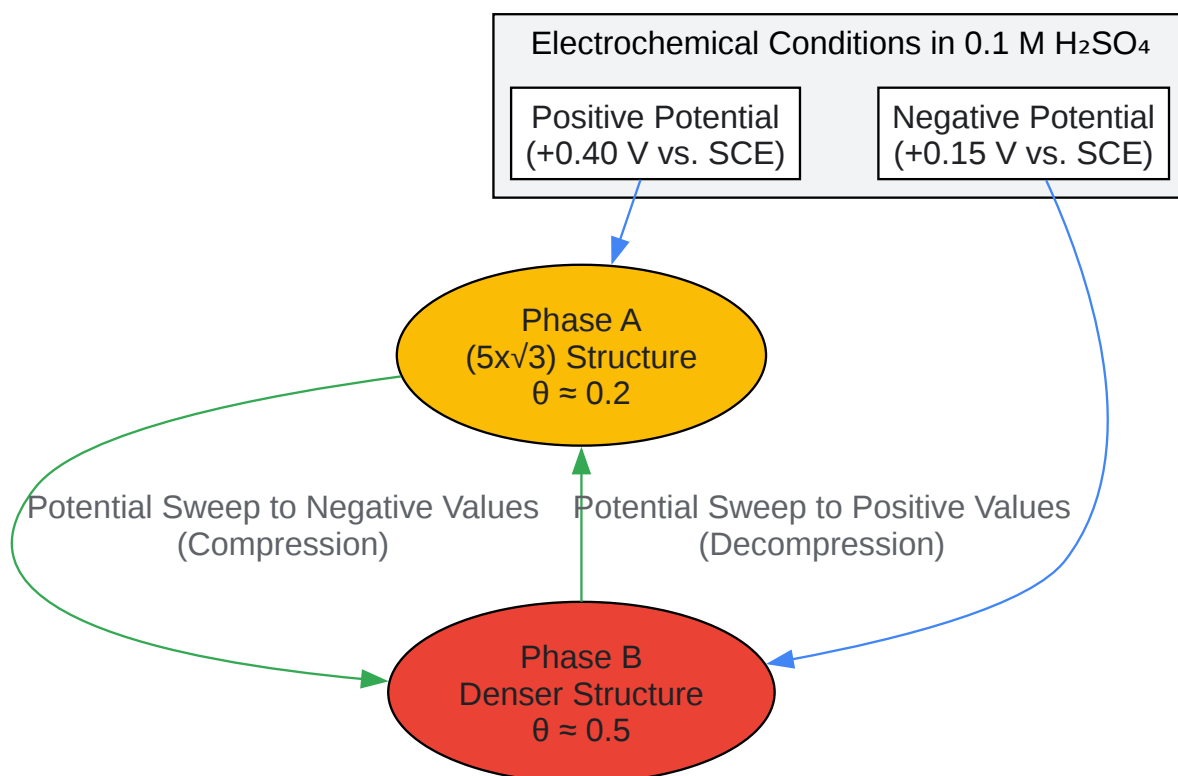 Electrochemical Conditions in 0.1 M H₂SO₄
Positive Potential
(+0.40 V vs. SCE)
Negative Potential
(+0.15 V vs. SCE)
Phase A
(5x√3) Structure
θ ≈ 0.2
Potential Sweep to Negative Values
(Compression)
Potential Sweep to Positive Values
(Decompression)
Phase B
Denser Structure
θ ≈ 0.5